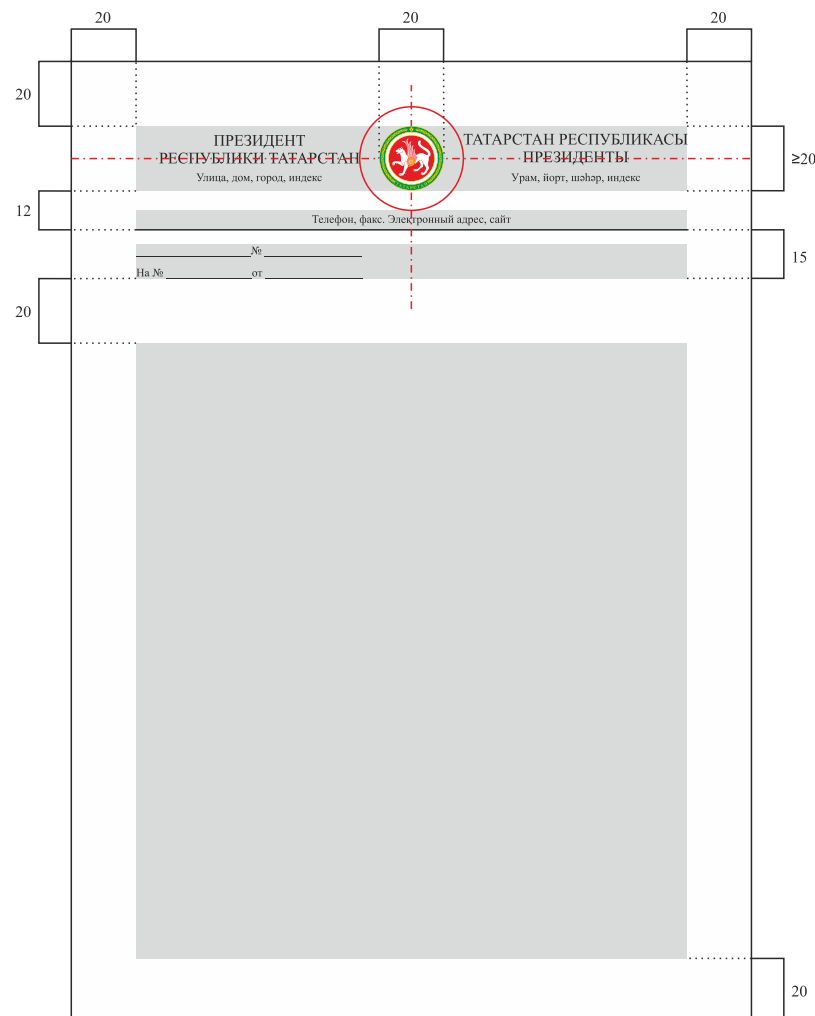 20 20 20
20
ПРЕЗИДЕНТ
РЕСПУБЛИКИ ТАТАРСТАН
Улица, дом, город, индекс
ТАТАРСТАН РЕСПУБЛИКАСЫ
ПРЕЗИДЕНТЫ
Урам, йорт, шәһәр, индекс
≥20
12
Телефон, факс. Электронный адрес, сайт
№
15
На № от
20
20